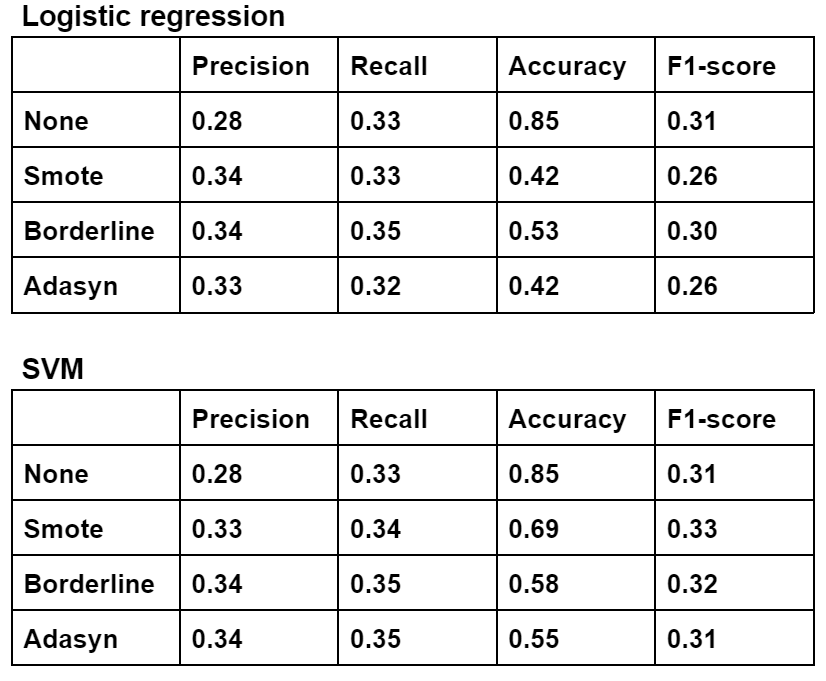 Logistic regression
Precision Recall Accuracy F1-score
None 0.28 0.33 0.85 0.31
Smote 0.34 0.33 0.42 0.26
Borderline 0.34 0.35 0.53 0.30
Adasyn 0.33 0.32 0.42 0.26
SVM
Precision Recall Accuracy F1-score
None 0.28 0.33 0.85 0.31
Smote 0.33 0.34 0.69 0.33
Borderline 0.34 0.35 0.58 0.32
Adasyn 0.34 0.35 0.55 0.31